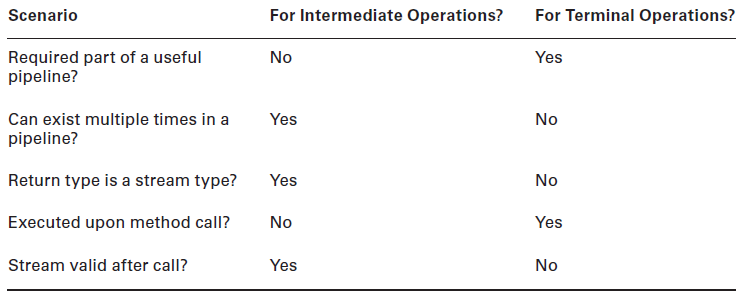 Scenario For Intermediate Operations? For Terminal Operations?
Required part of a useful No Yes
pipeline?
Can exist multiple times in a Yes No
pipeline?
Return type is a stream type? Yes No
Executed upon method call? No Yes
Stream valid after call? Yes No